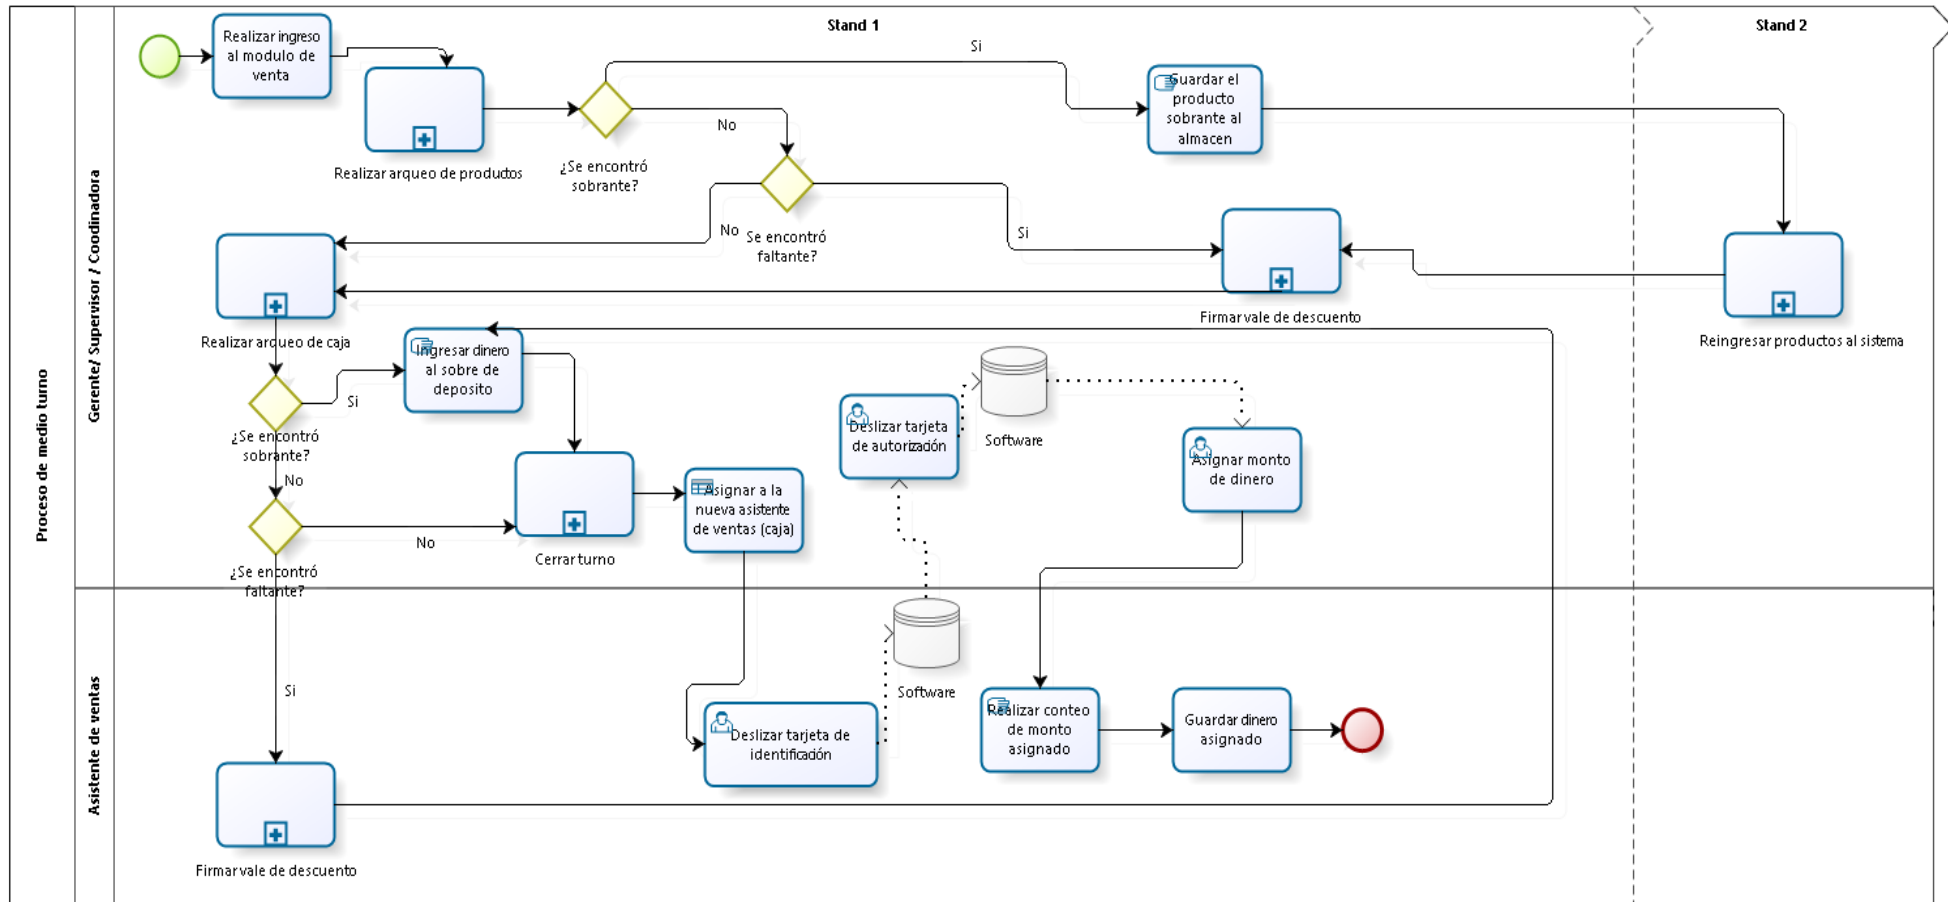 Proceso de medio turno
Gerente/ Supervisor / Coodinadora
Asistente de ventas
Stand 1
Stand 2
Realizar ingreso
al modulo de
venta
Realizar arqueo de productos
¿Se encontró
sobrante?
Si
No
Guardar el
producto
sobrante al
almacen
Se encontró
faltante?
No
Si
Firmar vale de descuento
Reingresar productos al sistema
Realizar arqueo de caja
¿Se encontró
sobrante?
Si
No
Ingresar dinero
al sobre de
deposito
¿Se encontró
faltante?
No
Si
Cerrar turno
Asignar a la
nueva asistente
de ventas (caja)
Deslizar tarjeta
de autorización
Software
Asignar monto
de dinero
Software
Deslizar tarjeta de
identificación
Realizar conteo
de monto
asignado
Guardar dinero
asignado
Firmar vale de descuento